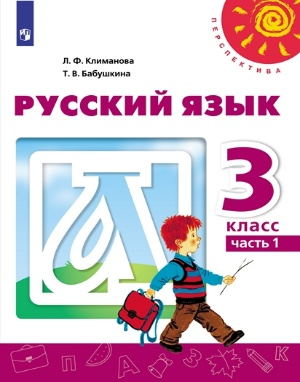 ПЕРСПЕКТИВА
Л. Ф. Климанова
Т. В. Бабушкина
РУССКИЙ ЯЗЫК
Л
3
КЛАСС
ЧАСТЬ 1
П А З К